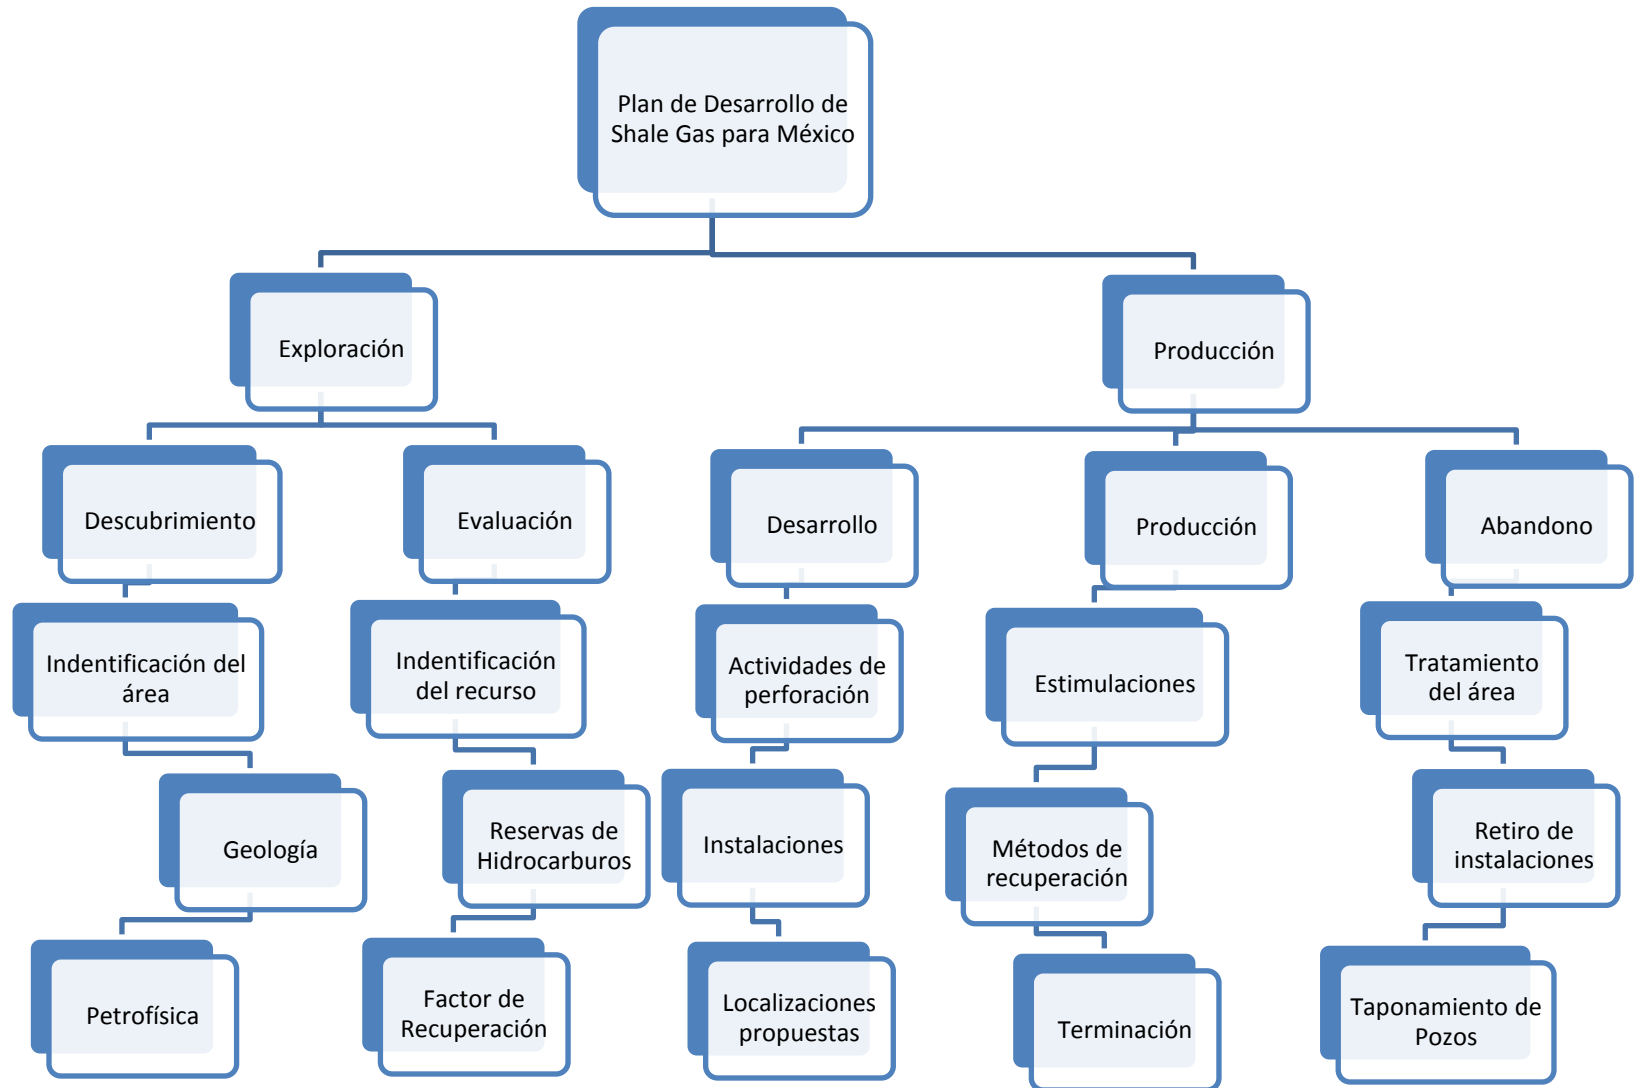 Plan de Desarrollo de
Shale Gas para México
Exploración
Producción
Descubrimiento
Evaluación
Desarrollo
Producción
Abandono
Indentificación del
área
Indentificación
del recurso
Actividades de
perforación
Estimulaciones
Tratamiento
del área
Geología
Reservas de
Hidrocarburos
Instalaciones
Métodos de
recuperación
Retiro de
instalaciones
Petrofísica
Factor de
Recuperación
Localizaciones
propuestas
Terminación
Taponamiento de
Pozos